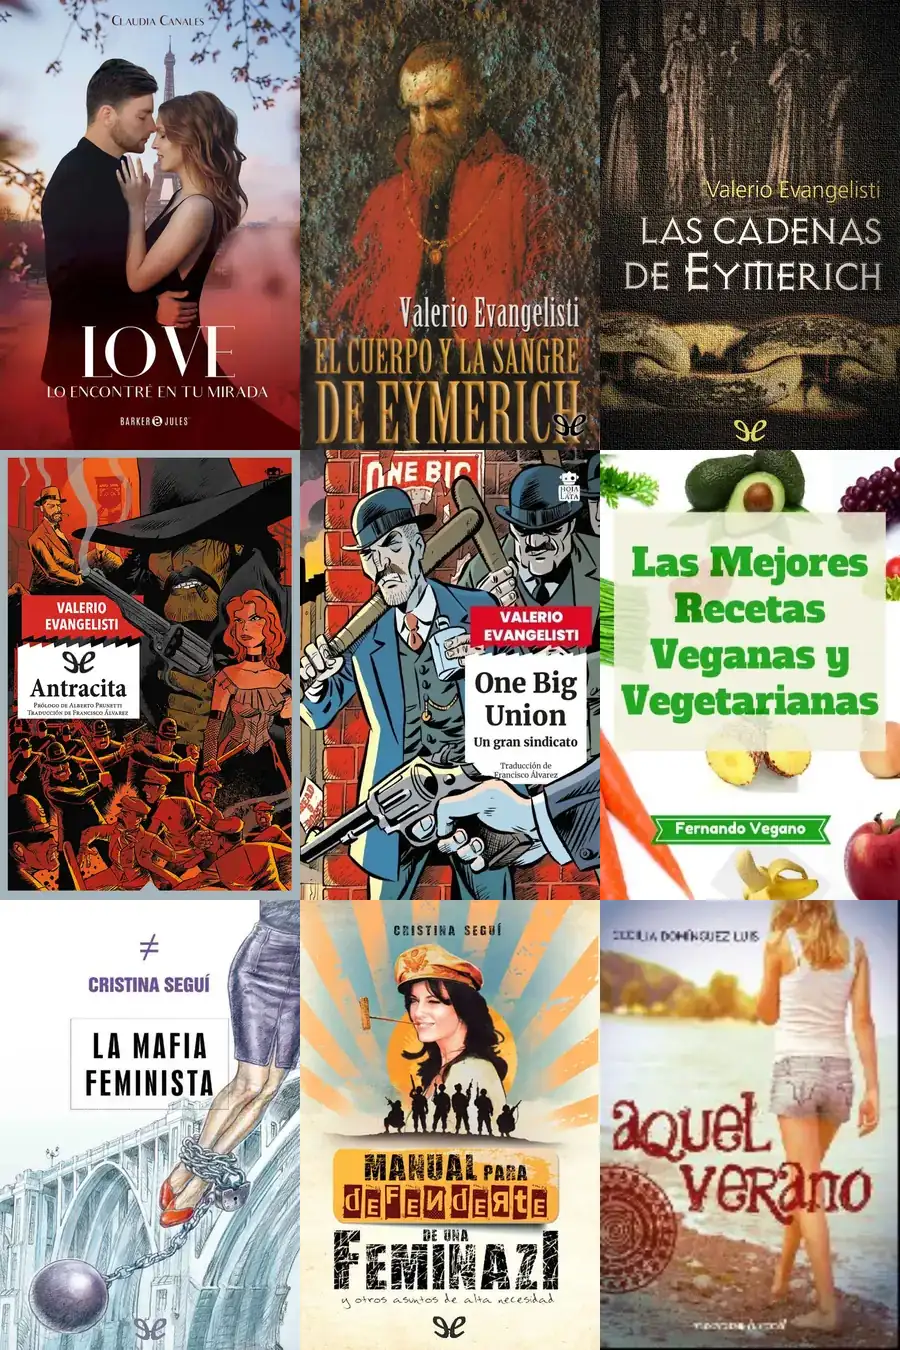 CLAUDIA CANALES
LOVE
LO ENCONTRÉ EN TU MIRADA
BARKER & JULES
Valerio Evangelisti
EL CUERPO Y LA SANGRE
DE EYMERICH
Valerio Evangelisti
LAS CADENAS
DE EYMERICH
VALERIO
EVANGELISTI
Antracita
PRÓLOGO DE ALBERTO PRUNETTI
TRADUCCIÓN DE FRANCISCO ÁLVAREZ
ONE BIG
HOJA
DE
LATA
VALERIO
EVANGELISTI
One Big
Union
Un gran sindicato
Traducción de
Francisco Álvarez
Las Mejores
Recetas
Veganas y
Vegetarianas
Fernando Vegano
≠
CRISTINA SEGUÍ
LA MAFIA
FEMINISTA
CRISTINA SEGUÍ
MANUAL PARA
DEFENDERTE
DE UNA
FEMINAZI
y otros asuntos de alta necesidad
CECILIA DOMÍNGUEZ LUIS
aquel
verano